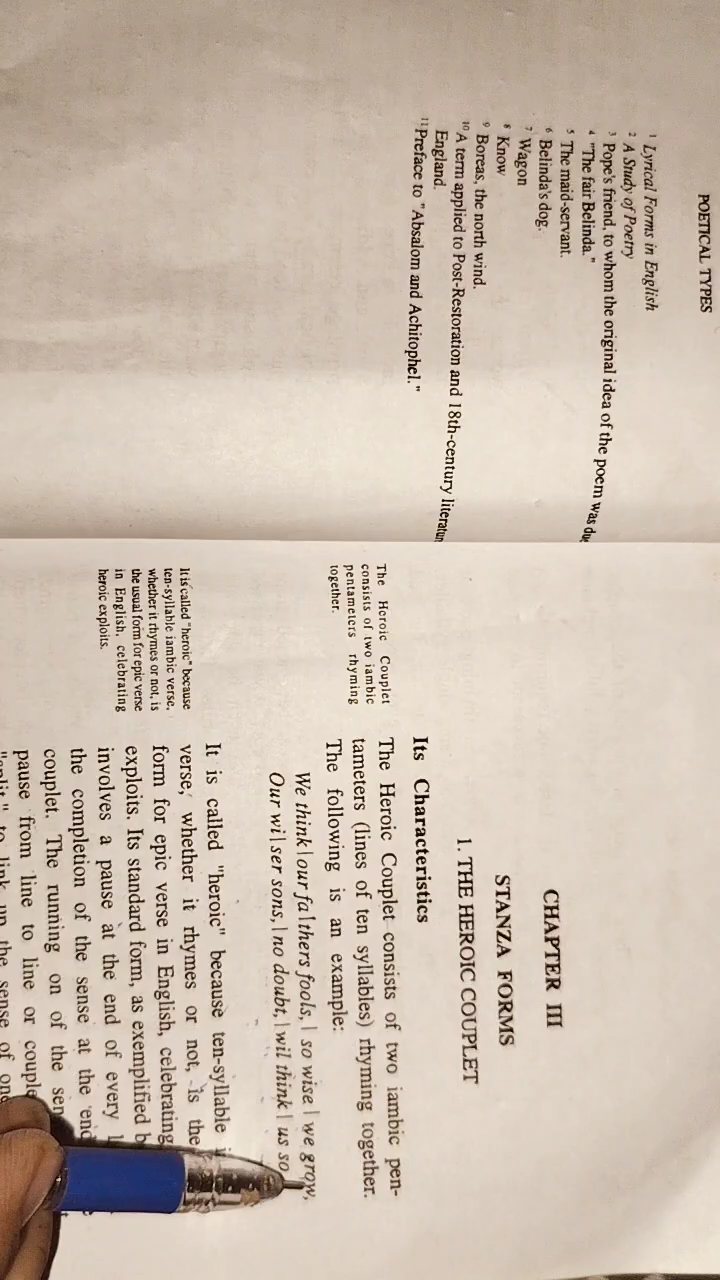 POETICAL TYPES
¹ Lyrical Forms in English
² A Study of Poetry
³ Pope's friend, to whom the original idea of the poem was
⁴ "The fair Belinda."
⁵ The maid-servant.
⁶ Belinda's dog.
⁷ Wagon
⁸ Know
⁹ Boreas, the north wind.
¹⁰ A term applied to Post-Restoration and 18th-century
England.
¹¹ Preface to "Absalom and Achitophel."
CHAPTER III
STANZA FORMS
1. THE HEROIC COUPLET
Its Characteristics
The Heroic Couplet
consists of two iambic
pentameters rhyming
together.
The Heroic Couplet consists of two iambic pen-
tameters (lines of ten syllables) rhyming together.
The following is an example:
We think | our fa | thers fools, | so wise | we grow,
Our wi | ser sons, | no doubt, | wil think | us so
It is called "heroic" because
ten-syllable iambic verse,
whether it rhymes or not, is
the usual form for epic verse
in English, celebrating
heroic exploits.
It is called "heroic" because ten-syllable
verse, whether it rhymes or not, is the
form for epic verse in English, celebrating
exploits. Its standard form, as exemplified
involves a pause at the end of every
the completion of the sense at the end
couplet. The running on of the
pause from line to line or
to link up the sense of